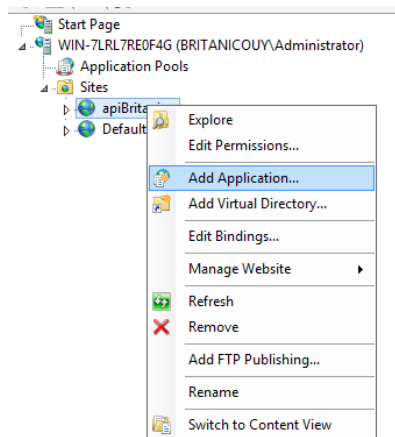 Start Page
WIN-7LRL7RE0F4G (BRITANICOUY\Administrator)
Application Pools
Sites
Default
Explore
Edit Permissions...
Add Application...
Add Virtual Directory...
Edit Bindings...
Manage Website
Refresh
Remove
Add FTP Publishing...
Rename
Switch to Content View